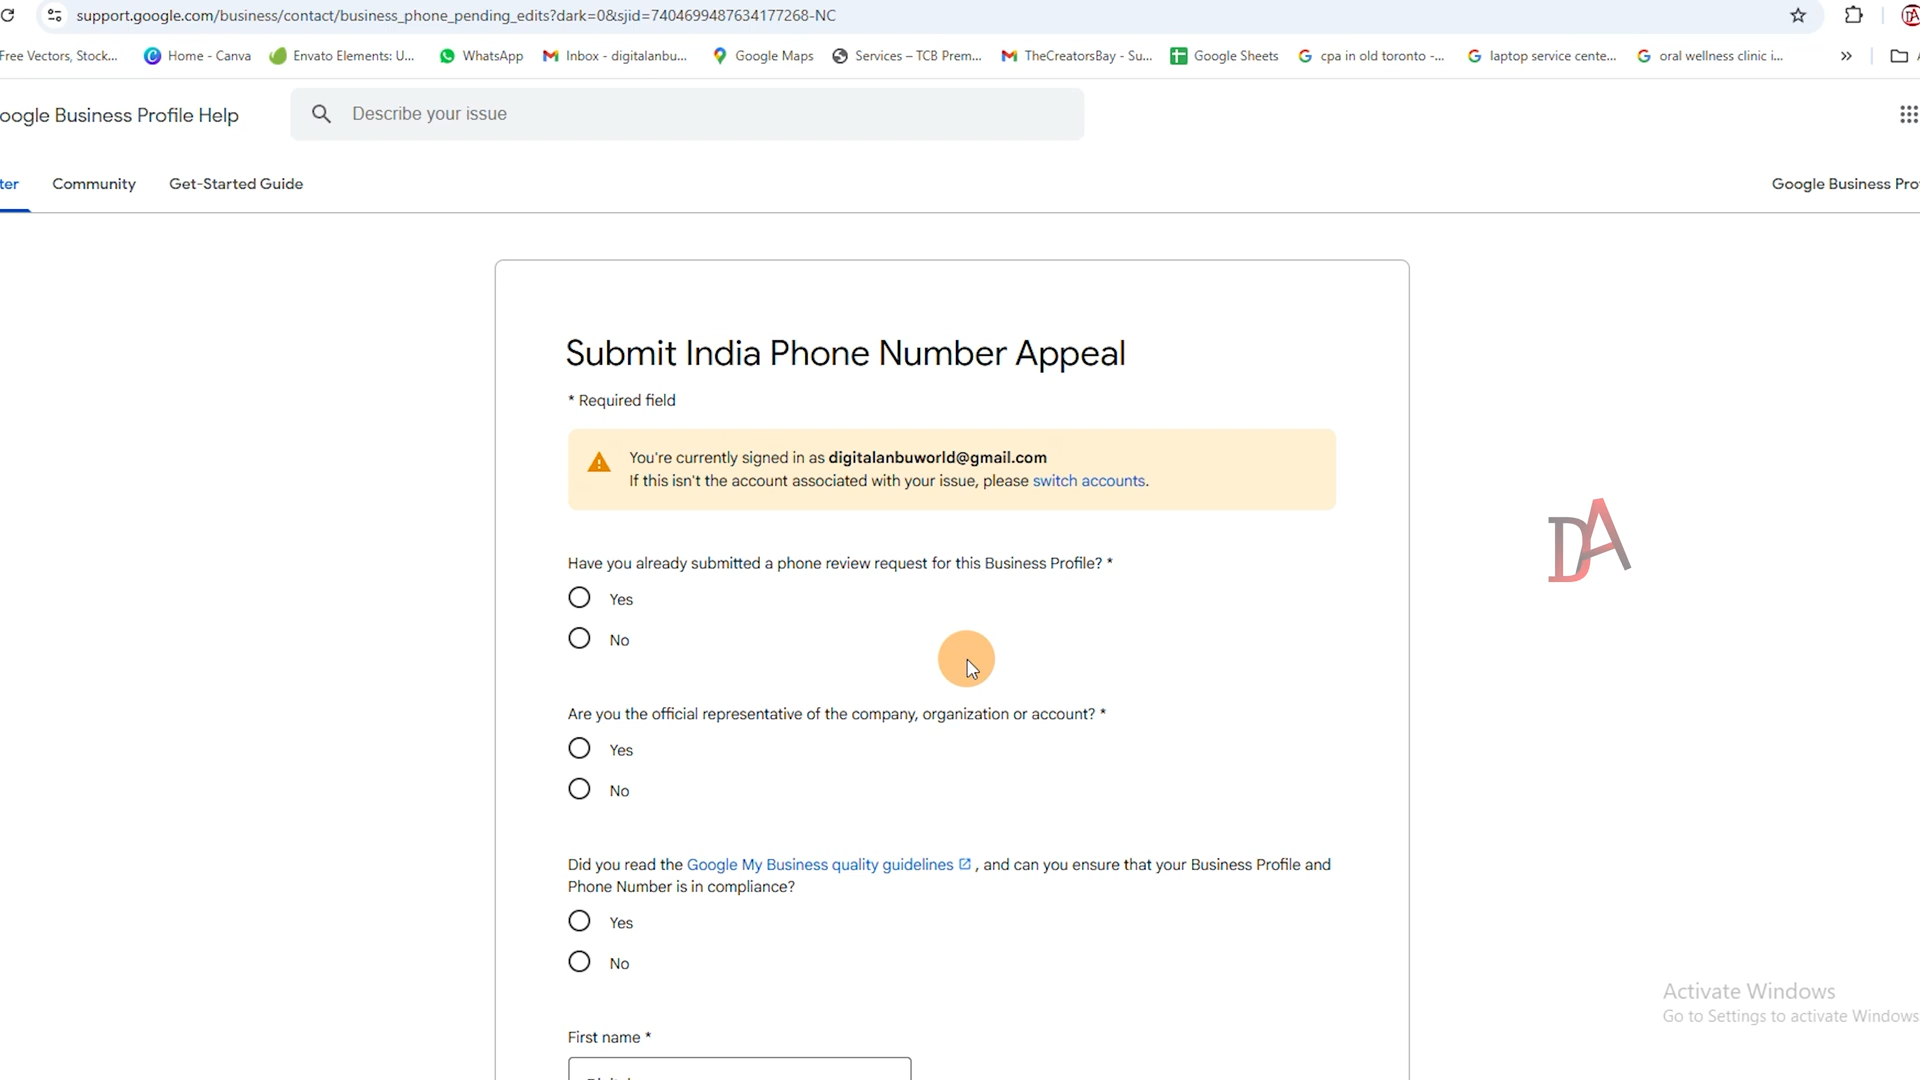 support.google.com/business/contact/business_phone_pending_edits?dark=0&sjid=7404699487634177268-NC
Free Vectors, Stock...
Home - Canva
Envato Elements: U...
WhatsApp
Inbox - digitalanbu...
Google Maps
Services – TCB Prem...
TheCreatorsBay - Su...
Google Sheets
cpa in old toronto -...
laptop service cente...
oral wellness clinic i...
oogle Business Profile Help
Describe your issue
ter
Community
Get-Started Guide
Google Business Pro
Submit India Phone Number Appeal
* Required field
You're currently signed in as digitalanbuworld@gmail.com
If this isn't the account associated with your issue, please switch accounts.
Have you already submitted a phone review request for this Business Profile? *
Yes
No
DA
Are you the official representative of the company, organization or account? *
Yes
No
Did you read the Google My Business quality guidelines , and can you ensure that your Business Profile and
Phone Number is in compliance?
Yes
No
Activate Windows
Go to Settings to activate Windows
First name *